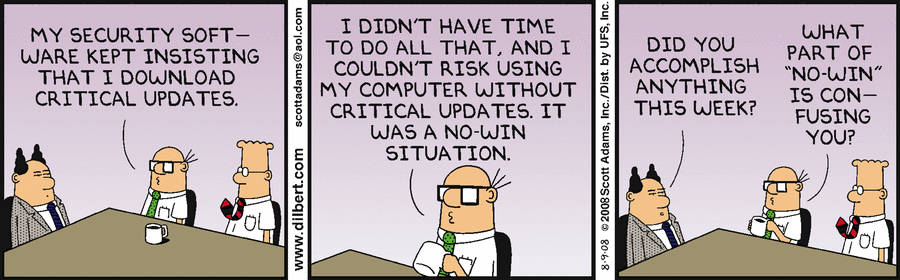 MY SECURITY SOFT-
WARE KEPT INSISTING
THAT I DOWNLOAD
CRITICAL UPDATES.
www.dilbert.com scottadams@aol.com
I DIDN'T HAVE TIME
TO DO ALL THAT, AND I
COULDN'T RISK USING
MY COMPUTER WITHOUT
CRITICAL UPDATES. IT
WAS A NO-WIN
SITUATION.
8-9-08 ©2008 Scott Adams, Inc./Dist. by UFS, Inc.
DID YOU
ACCOMPLISH
ANYTHING
THIS WEEK?
WHAT
PART OF
"NO-WIN"
IS CON-
FUSING
YOU?